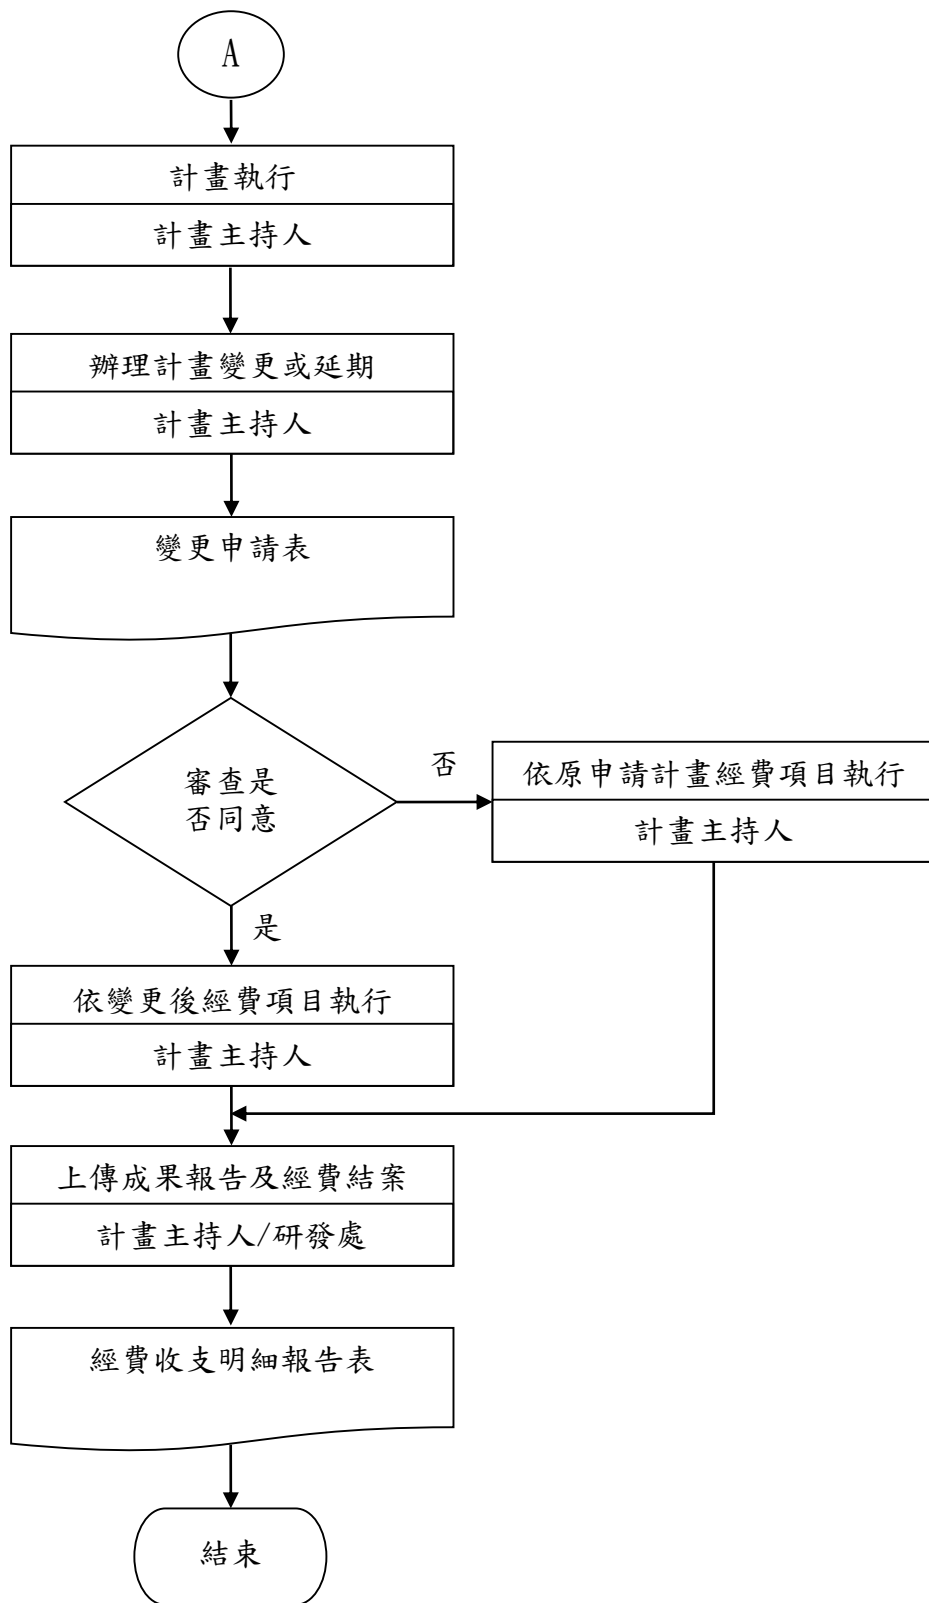 A
計畫執行
計畫主持人
辦理計畫變更或延期
計畫主持人
變更申請表
審查是
否同意
否
依原申請計畫經費項目執行
計畫主持人
是
依變更後經費項目執行
計畫主持人
上傳成果報告及經費結案
計畫主持人/研發處
經費收支明細報告表
結束